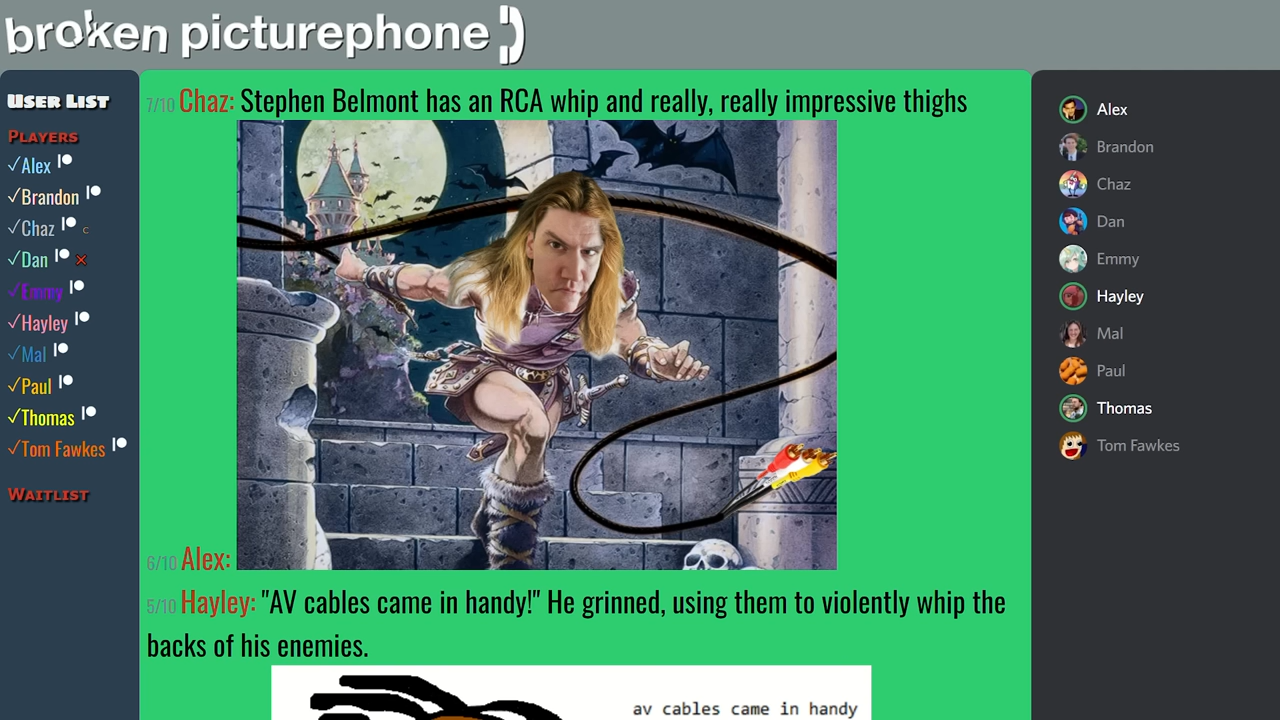 broken picturephone
User List
Players
✓Alex
✓Brandon
✓Chaz c
✓Dan ×
✓Emmy
✓Hayley
✓Mal
✓Paul
✓Thomas
✓Tom Fawkes
Waitlist
7/10 Chaz: Stephen Belmont has an RCA whip and really, really impressive thighs
6/10 Alex:
5/10 Hayley: "AV cables came in handy!" He grinned, using them to violently whip the
backs of his enemies.
av cables came in handy
Alex
Brandon
Chaz
Dan
Emmy
Hayley
Mal
Paul
Thomas
Tom Fawkes